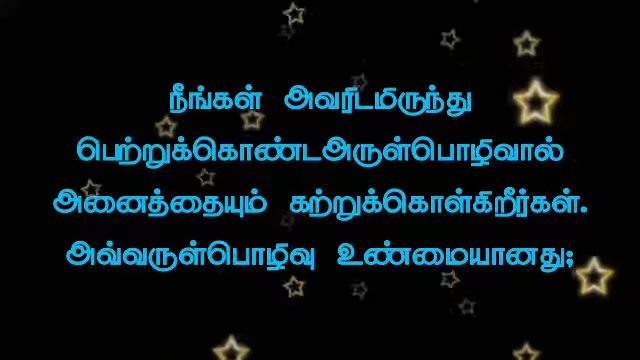 நீங்கள் அவரிடமிருந்து
பெற்றுக்கொண்டஅருள்பொழிவால்
அனைத்தையும் கற்றுக்கொள்கிறீர்கள்.
அவ்வருள்பொழிவு உண்மையானது;